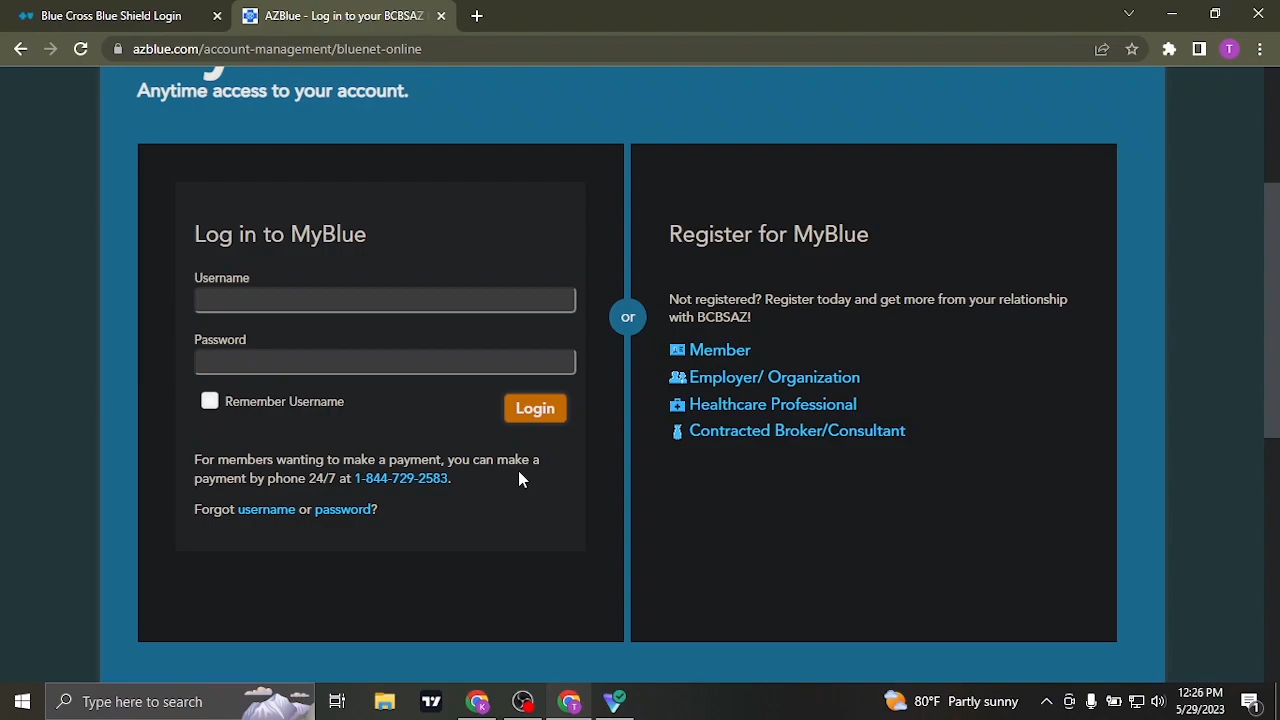 Blue Cross Blue Shield Login
AZBlue - Log in to your BCBSAZ
azblue.com/account-management/bluenet-online
T
Anytime access to your account.
Log in to MyBlue
Username
Password
Remember Username
Login
For members wanting to make a payment, you can make a
payment by phone 24/7 at 1-844-729-2583.
Forgot username or password?
or
Register for MyBlue
Not registered? Register today and get more from your relationship
with BCBSAZ!
Member
Employer/ Organization
Healthcare Professional
Contracted Broker/Consultant
Type here to search
K
T
80°F Partly sunny
12:26 PM
5/29/2023
1